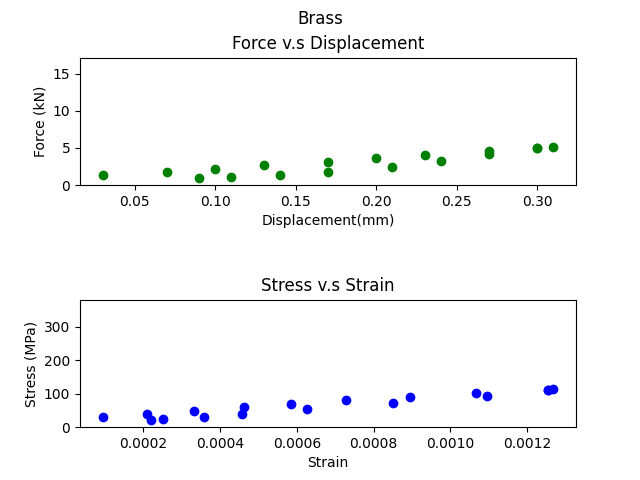 Brass
Force v.s Displacement
15
10
5
0
Force (kN)
0.05 0.10 0.15 0.20 0.25 0.30
Displacement(mm)
Stress v.s Strain
300
200
100
0
Stress (MPa)
0.0002 0.0004 0.0006 0.0008 0.0010 0.0012
Strain